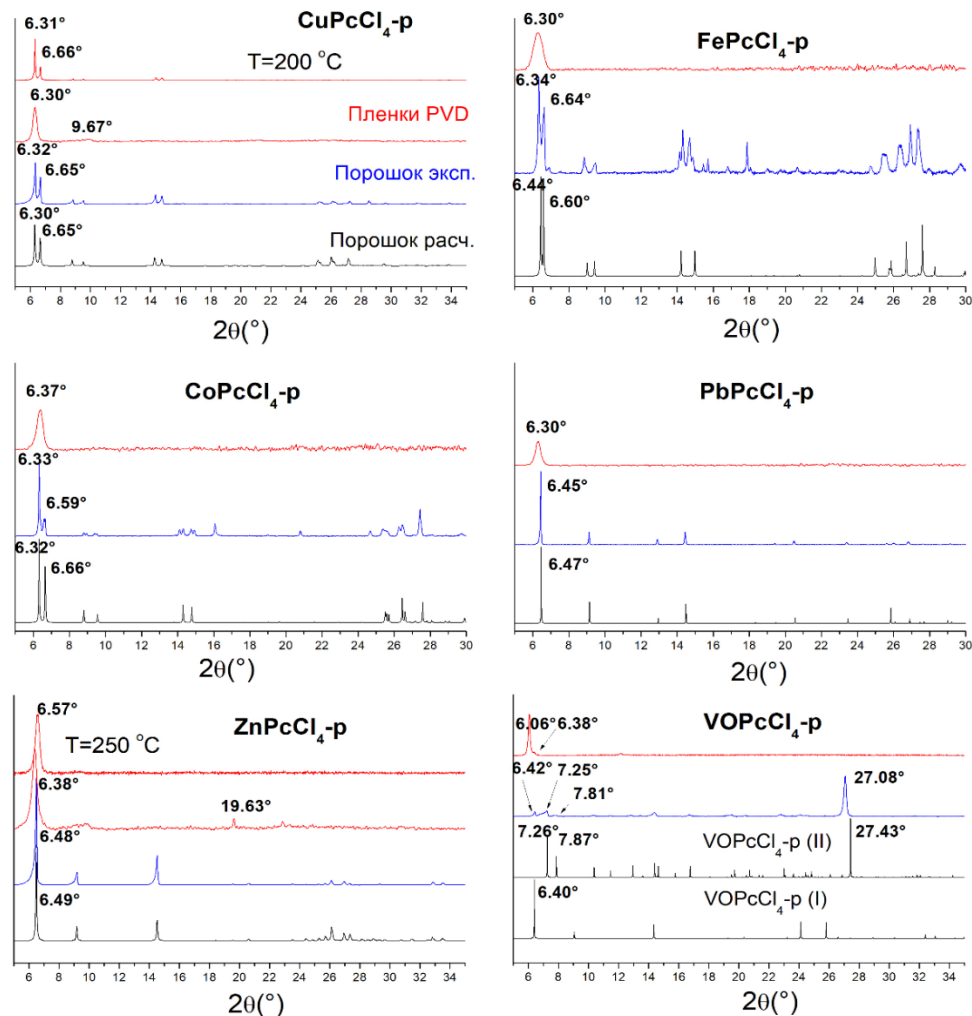 CuPcCl₄-p
6.31°
6.66°
T=200 °C
6.30°
9.67°
Пленки PVD
6.32°
6.65°
Порошок эксп.
6.30°
6.65°
Порошок расч.
6 8 10 12 14 16 18 20 22 24 26 28 30 32 34
2θ(°)
FePcCl₄-p
6.30°
6.34°
6.64°
6.44°
6.60°
6 8 10 12 14 16 18 20 22 24 26 28 30
2θ(°)
CoPcCl₄-p
6.37°
6.33°
6.59°
6.32°
6.66°
6 8 10 12 14 16 18 20 22 24 26 28 30
2θ(°)
PbPcCl₄-p
6.30°
6.45°
6.47°
6 8 10 12 14 16 18 20 22 24 26 28 30
2θ(°)
ZnPcCl₄-p
6.57°
T=250 °C
6.38°
19.63°
6.48°
6.49°
6 8 10 12 14 16 18 20 22 24 26 28 30 32 34
2θ(°)
VOPcCl₄-p
6.06°
6.38°
6.42°
7.25°
7.81°
27.08°
7.26°
7.87°
27.43°
VOPcCl₄-p (II)
6.40°
VOPcCl₄-p (I)
6 8 10 12 14 16 18 20 22 24 26 28 30 32 34
2θ(°)